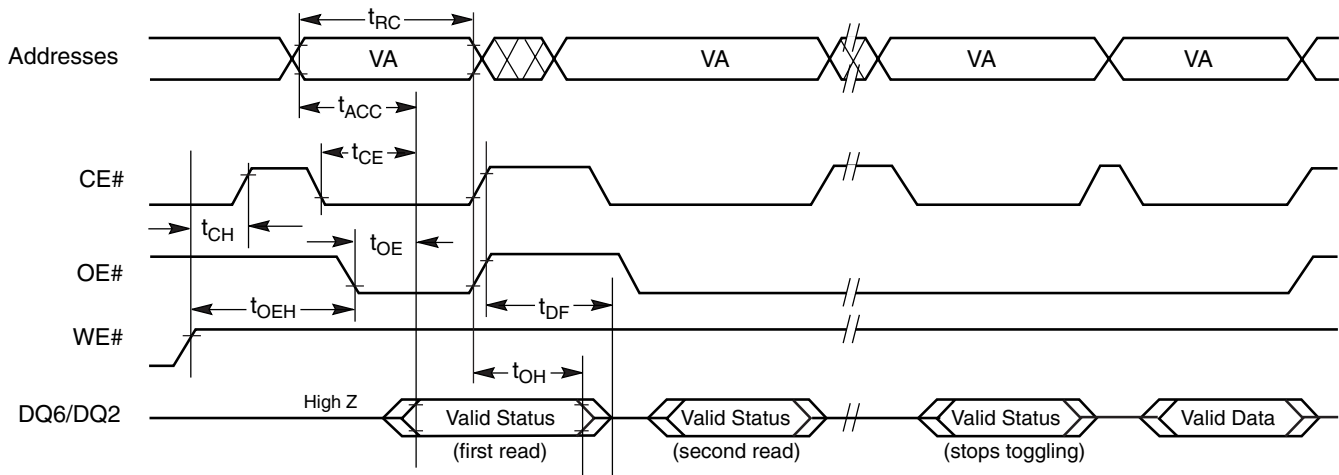 tRC
Addresses VA VA VA VA
tACC
tCE
CE#
tCH tOE
OE#
tOEH tDF
WE#
tOH
DQ6/DQ2 High Z Valid Status Valid Status Valid Status Valid Data
(first read) (second read) (stops toggling)